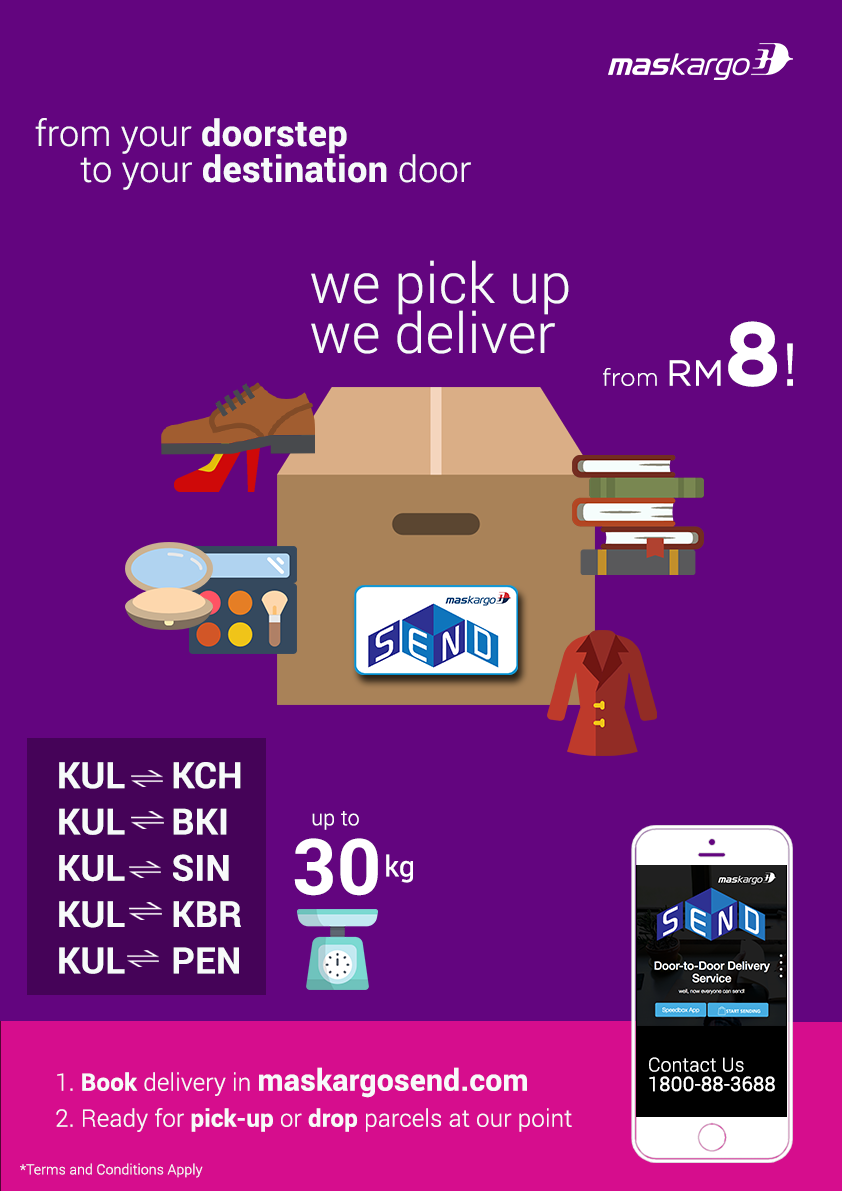 maskargo
from your doorstep
to your destination door
we pick up
we deliver
from RM8!
maskargo
SEND
KUL ⇌ KCH
KUL ⇌ BKI
KUL ⇌ SIN
KUL ⇌ KBR
KUL ⇌ PEN
up to
30 kg
maskargo
SEND
Door-to-Door Delivery
Service
well, now everyone can send!
Speedbox App
START SENDING
Contact Us
1800-88-3688
1. Book delivery in maskargosend.com
2. Ready for pick-up or drop parcels at our point
*Terms and Conditions Apply